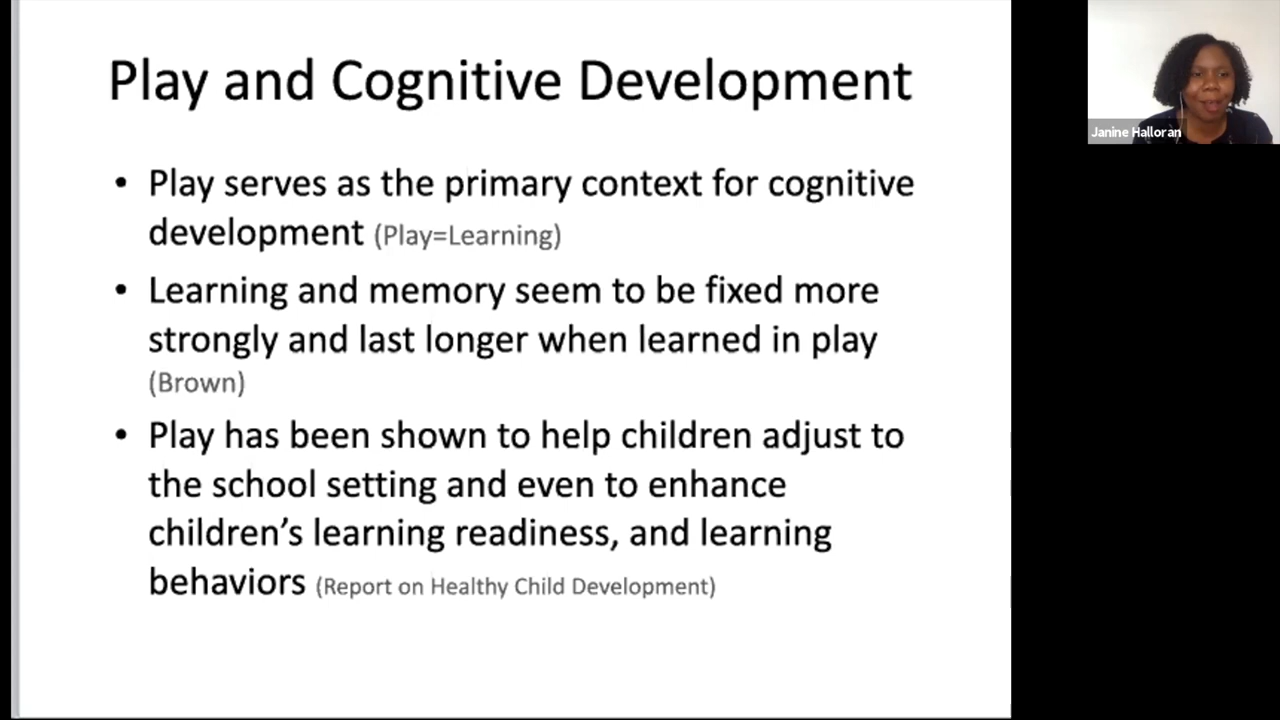 Play and Cognitive Development
• Play serves as the primary context for cognitive
development (Play=Learning)
• Learning and memory seem to be fixed more
strongly and last longer when learned in play
(Brown)
• Play has been shown to help children adjust to
the school setting and even to enhance
children’s learning readiness, and learning
behaviors (Report on Healthy Child Development)
Janine Halloran